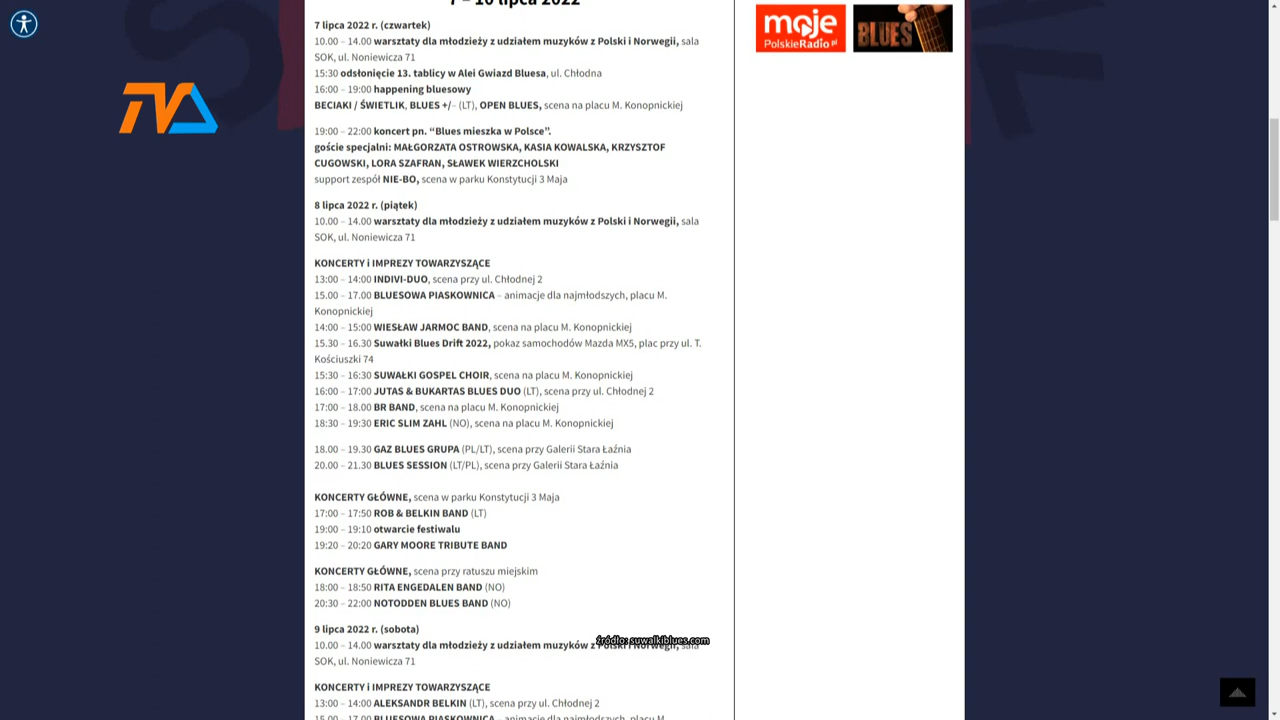 7 – 10 lipca 2022
7 lipca 2022 r. (czwartek)
10.00 – 14.00 warsztaty dla młodzieży z udziałem muzyków z Polski i Norwegii, sala
SOK, ul. Noniewicza 71
15:30 odsłonięcie 13. tablicy w Alei Gwiazd Bluesa, ul. Chłodna
16:00 – 19:00 happening bluesowy
BECIAKI / ŚWIETLIK, BLUES +/– (LT), OPEN BLUES, scena na placu M. Konopnickiej
19:00 – 22:00 koncert pn. “Blues mieszka w Polsce”.
goście specjalni: MAŁGORZATA OSTROWSKA, KASIA KOWALSKA, KRZYSZTOF
CUGOWSKI, LORA SZAFRAN, SŁAWEK WIERZCHOLSKI
support zespół NIE-BO, scena w parku Konstytucji 3 Maja
8 lipca 2022 r. (piątek)
10.00 – 14.00 warsztaty dla młodzieży z udziałem muzyków z Polski i Norwegii, sala
SOK, ul. Noniewicza 71
KONCERTY i IMPREZY TOWARZYSZĄCE
13:00 – 14:00 INDIVI-DUO, scena przy ul. Chłodnej 2
15.00 – 17.00 BLUESOWA PIASKOWNICA – animacje dla najmłodszych, placu M.
Konopnickiej
14:00 – 15:00 WIESŁAW JARMOC BAND, scena na placu M. Konopnickiej
15.30 – 16.30 Suwałki Blues Drift 2022, pokaz samochodów Mazda MX5, plac przy ul. T.
Kościuszki 74
15:30 – 16:30 SUWAŁKI GOSPEL CHOIR, scena na placu M. Konopnickiej
16:00 – 17:00 JUTAS & BUKARTAS BLUES DUO (LT), scena przy ul. Chłodnej 2
17:00 – 18.00 BR BAND, scena na placu M. Konopnickiej
18:30 – 19:30 ERIC SLIM ZAHL (NO), scena na placu M. Konopnickiej
18.00 – 19.30 GAZ BLUES GRUPA (PL/LT), scena przy Galerii Stara Łaźnia
20.00 – 21.30 BLUES SESSION (LT/PL), scena przy Galerii Stara Łaźnia
KONCERTY GŁÓWNE, scena w parku Konstytucji 3 Maja
17:00 – 17:50 ROB & BELKIN BAND (LT)
19:00 – 19:10 otwarcie festiwalu
19:20 – 20:20 GARY MOORE TRIBUTE BAND
KONCERTY GŁÓWNE, scena przy ratuszu miejskim
18:00 – 18:50 RITA ENGEDALEN BAND (NO)
20:30 – 22:00 NOTODDEN BLUES BAND (NO)
9 lipca 2022 r. (sobota)
10.00 – 14.00 warsztaty dla młodzieży z udziałem muzyków z Polski i Norwegii, sala
SOK, ul. Noniewicza 71
KONCERTY i IMPREZY TOWARZYSZĄCE
13:00 – 14:00 ALEKSANDR BELKIN (LT), scena przy ul. Chłodnej 2
15.00 – 17.00 BLUESOWA PIASKOWNICA – animacje dla najmłodszych, placu M.
moje
PolskieRadio.pl
BLUES
źródło: suwalkiblues.com